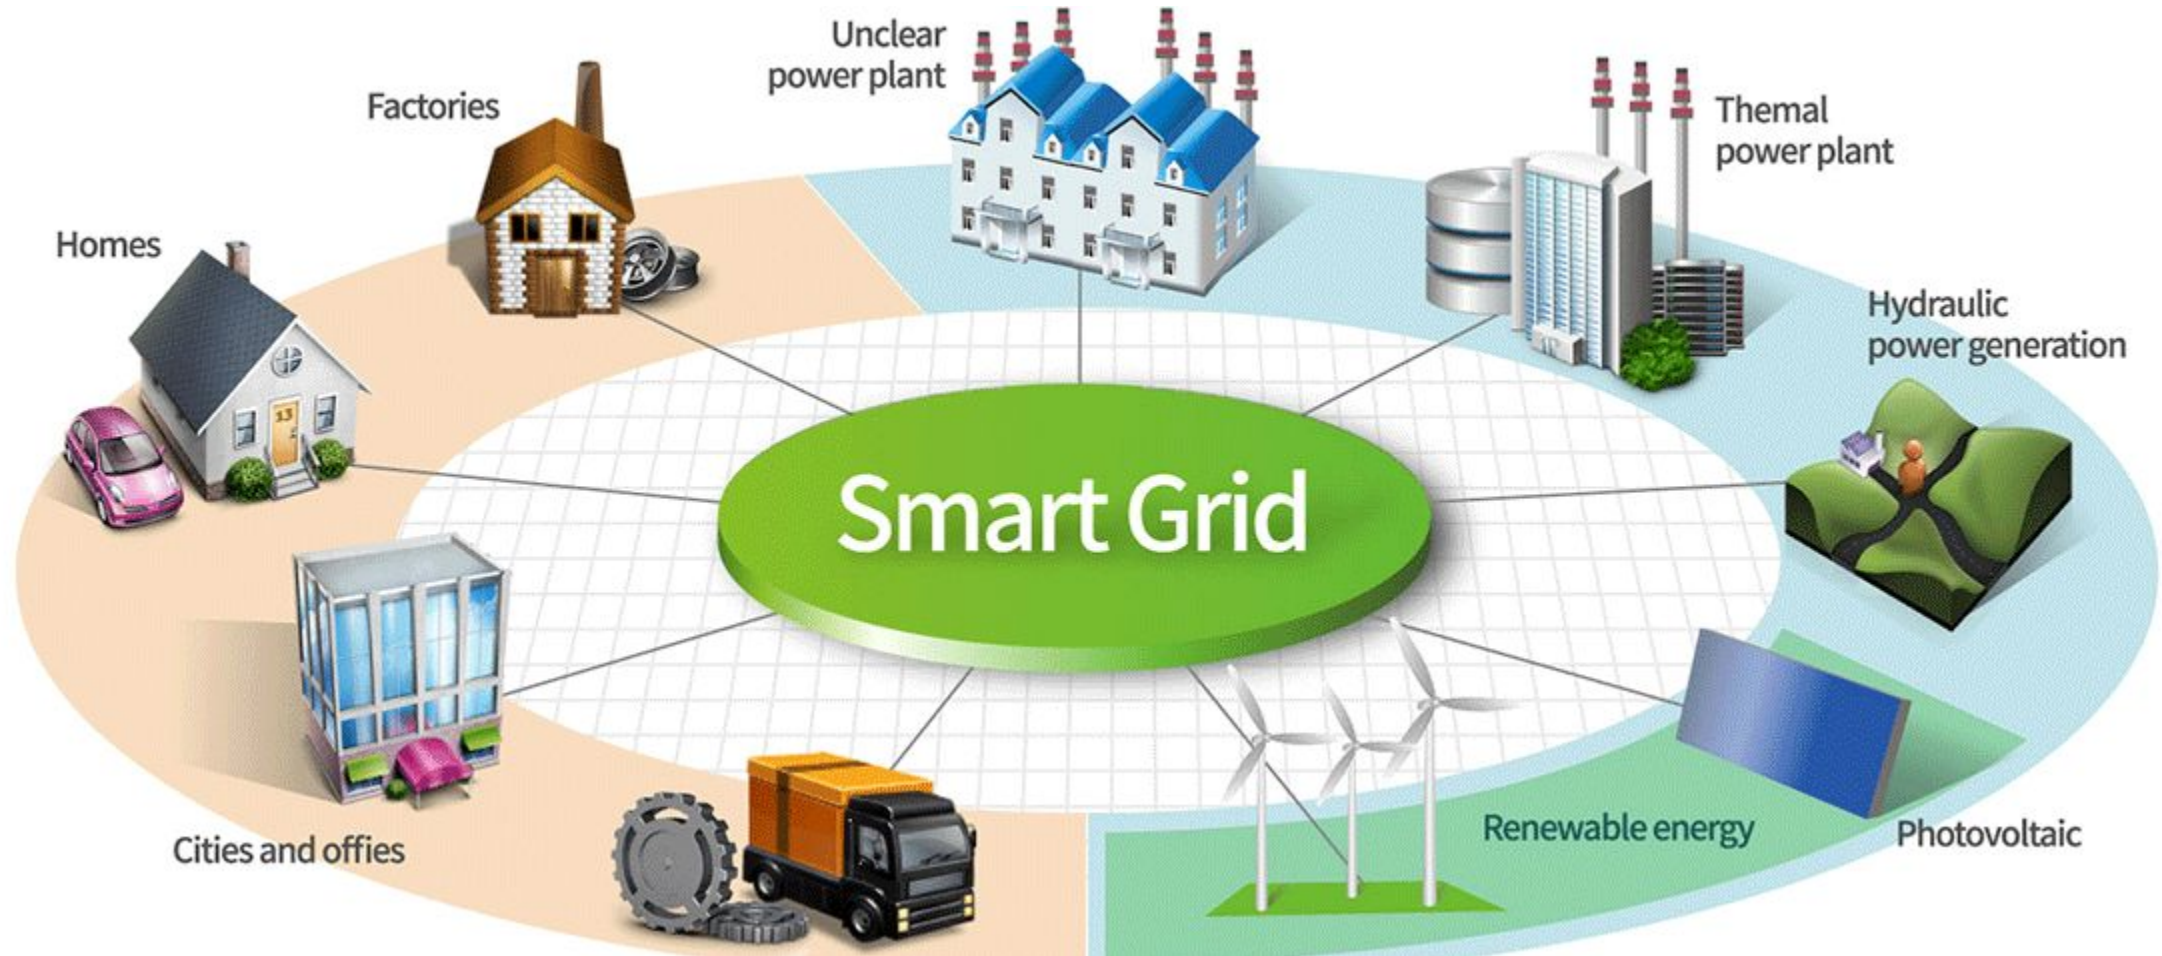 Unclear
power plant
Factories
Themal
power plant
Homes
13
Hydraulic
power generation
Smart Grid
Renewable energy
Photovoltaic
Cities and offies